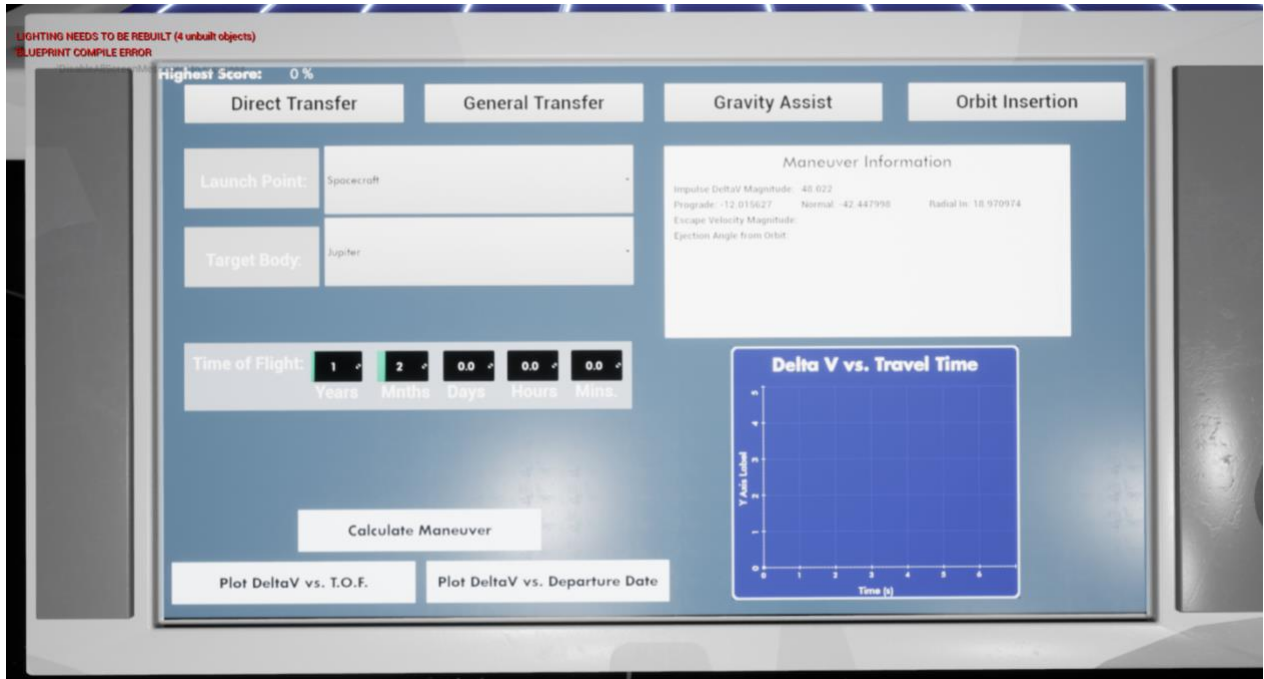 LIGHTING NEEDS TO BE REBUILT (4 unbuilt objects)
BLUEPRINT COMPILE ERROR
Highest Score: 0 %
Direct Transfer General Transfer Gravity Assist Orbit Insertion
Launch Point: Spacecraft
Target Body: Jupiter
Maneuver Information
Impulse DeltaV Magnitude: 48.022
Prograde: -12.015627 Normal: -42.447998 Radial In: 18.970974
Escape Velocity Magnitude:
Ejection Angle from Orbit:
Time of Flight: 1 2 0.0 0.0 0.0
Years Mnths Days Hours Mins.
Delta V vs. Travel Time
Y Axis Label
5
4
3
2
1
0
0 1 2 3 4 5 6
Time (s)
Calculate Maneuver
Plot DeltaV vs. T.O.F. Plot DeltaV vs. Departure Date